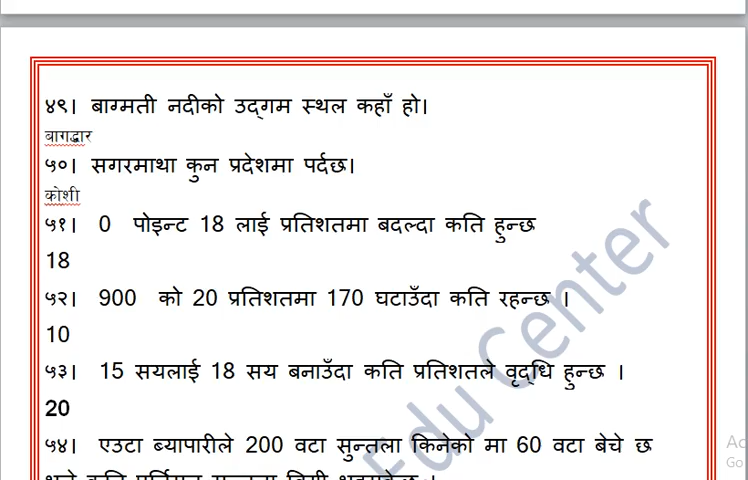 ४९। बाग्मती नदीको उद्‌गम स्थल कहाँ हो।
बागद्वार
५०। सगरमाथा कुन प्रदेशमा पर्दछ।
कोशी
५१। 0 पोइन्ट 18 लाई प्रतिशतमा बदल्दा कति हुन्छ
18
५२। 900 को 20 प्रतिशतमा 170 घटाउँदा कति रहन्छ ।
10
५३। 15 सयलाई 18 सय बनाउँदा कति प्रतिशतले वृद्‌धि हुन्छ ।
20
५४। एउटा ब्यापारीले 200 वटा सुन्तला किनेको मा 60 वटा बेचे छ
Edu Center